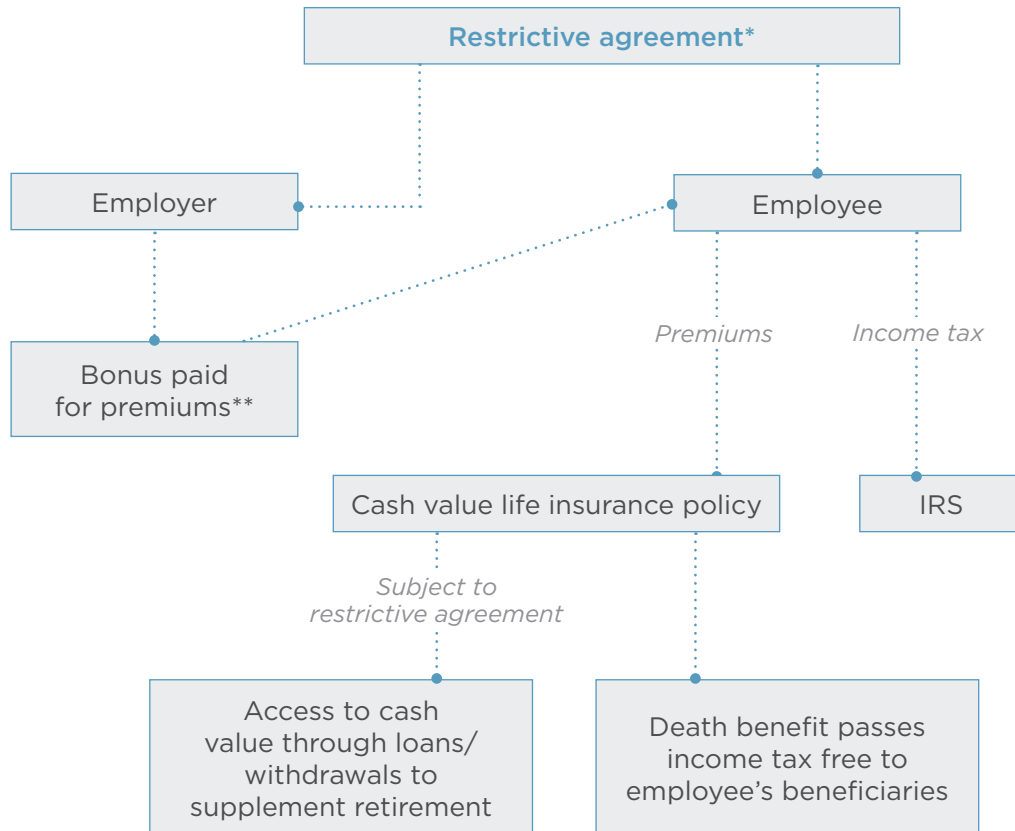 Restrictive agreement*
Employer
Employee
Premiums
Income tax
Bonus paid
for premiums**
Cash value life insurance policy
IRS
Subject to
restrictive agreement
Access to cash
value through loans/
withdrawals to
supplement retirement
Death benefit passes
income tax free to
employee’s beneficiaries